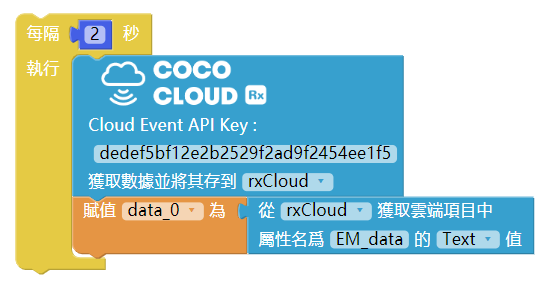 每隔 2 秒
執行
COCO
CLOUD Rx
Cloud Event API Key :
dedef5bf12e2b2529f2ad9f2454ee1f5
獲取數據並將其存到 rxCloud
賦值 data_0 為 從 rxCloud 獲取雲端項目中
屬性名爲 EM_data 的 Text 值